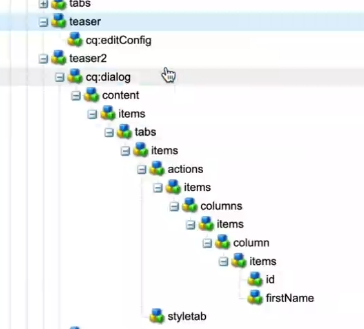 tabs
teaser
cq:editConfig
teaser2
cq:dialog
content
items
tabs
items
actions
items
columns
items
column
items
id
firstName
styletab